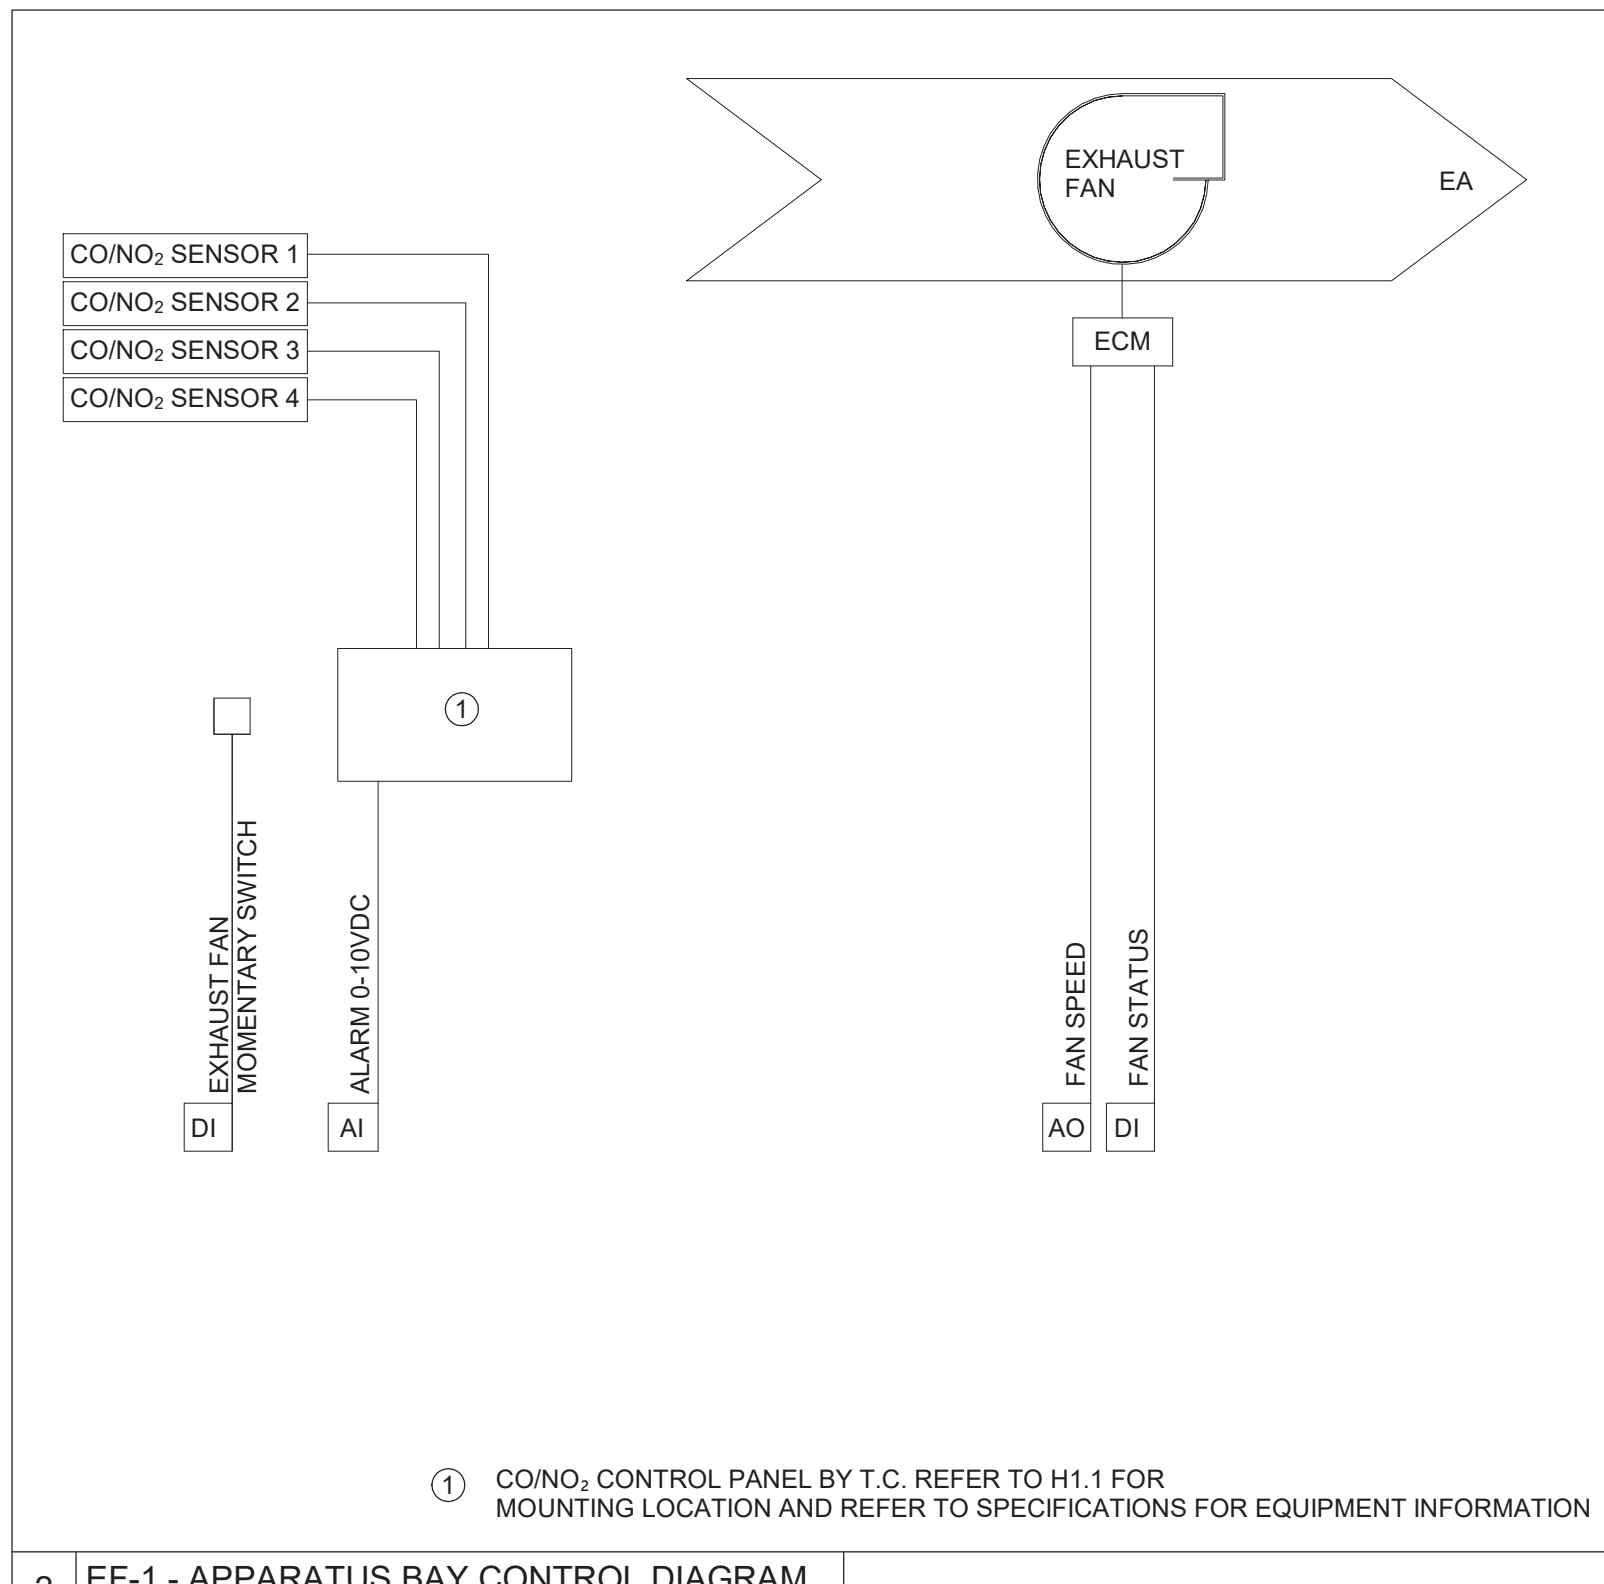 EXHAUST
FAN
EA
CO/NO₂ SENSOR 1
CO/NO₂ SENSOR 2
CO/NO₂ SENSOR 3
CO/NO₂ SENSOR 4
ECM
1
EXHAUST FAN
MOMENTARY SWITCH
ALARM 0-10VDC
FAN SPEED
FAN STATUS
DI
AI
AO
DI
1 CO/NO₂ CONTROL PANEL BY T.C. REFER TO H1.1 FOR
MOUNTING LOCATION AND REFER TO SPECIFICATIONS FOR EQUIPMENT INFORMATION
EF-1 - APPARATUS BAY CONTROL DIAGRAM